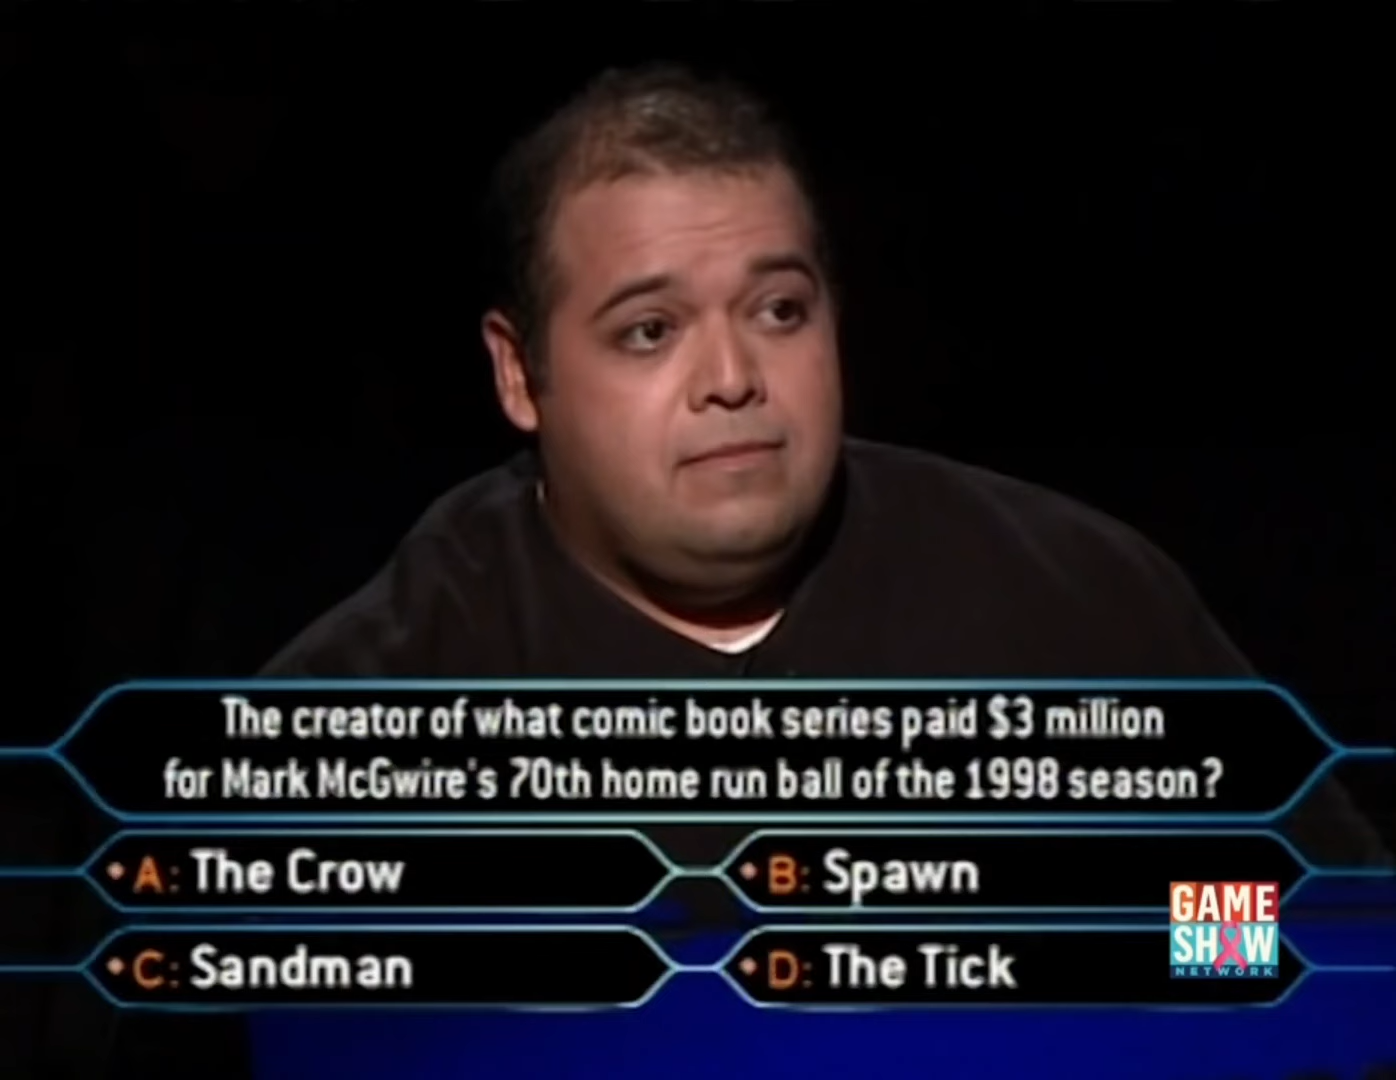 The creator of what comic book series paid $3 million
for Mark McGwire's 70th home run ball of the 1998 season?
A: The Crow
B: Spawn
C: Sandman
D: The Tick
GAME
SHOW
NETWORK